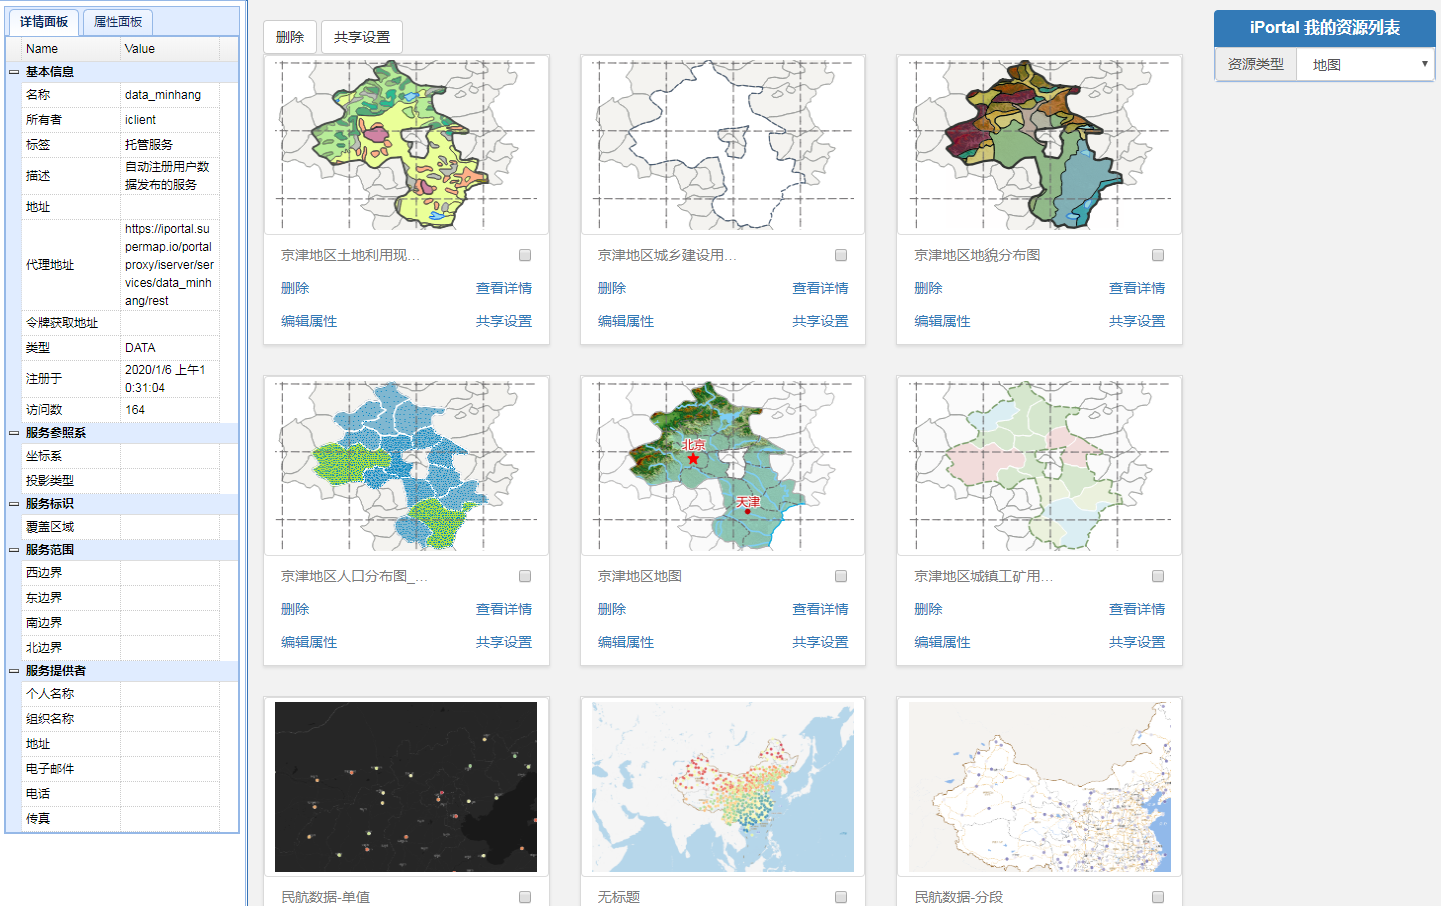 详情面板
属性面板
Name
Value
基本信息
名称
data_minhang
所有者
iclient
标签
托管服务
描述
自动注册用户数
据发布的服务
地址
代理地址
https://iportal.su
permap.io/portal
proxy/iserver/ser
vices/data_minh
ang/rest
令牌获取地址
类型
DATA
注册于
2020/1/6 上午1
0:31:04
访问数
164
服务参照系
坐标系
投影类型
服务标识
覆盖区域
服务范围
西边界
东边界
南边界
北边界
服务提供者
个人名称
组织名称
地址
电子邮件
电话
传真
删除
共享设置
京津地区土地利用现...
删除
查看详情
编辑属性
共享设置
京津地区城乡建设用...
删除
查看详情
编辑属性
共享设置
京津地区地貌分布图
删除
查看详情
编辑属性
共享设置
京津地区人口分布图_...
删除
查看详情
编辑属性
共享设置
北京
天津
京津地区地图
删除
查看详情
编辑属性
共享设置
京津地区城镇工矿用...
删除
查看详情
编辑属性
共享设置
民航数据-单值
无标题
民航数据-分段
iPortal 我的资源列表
资源类型
地图